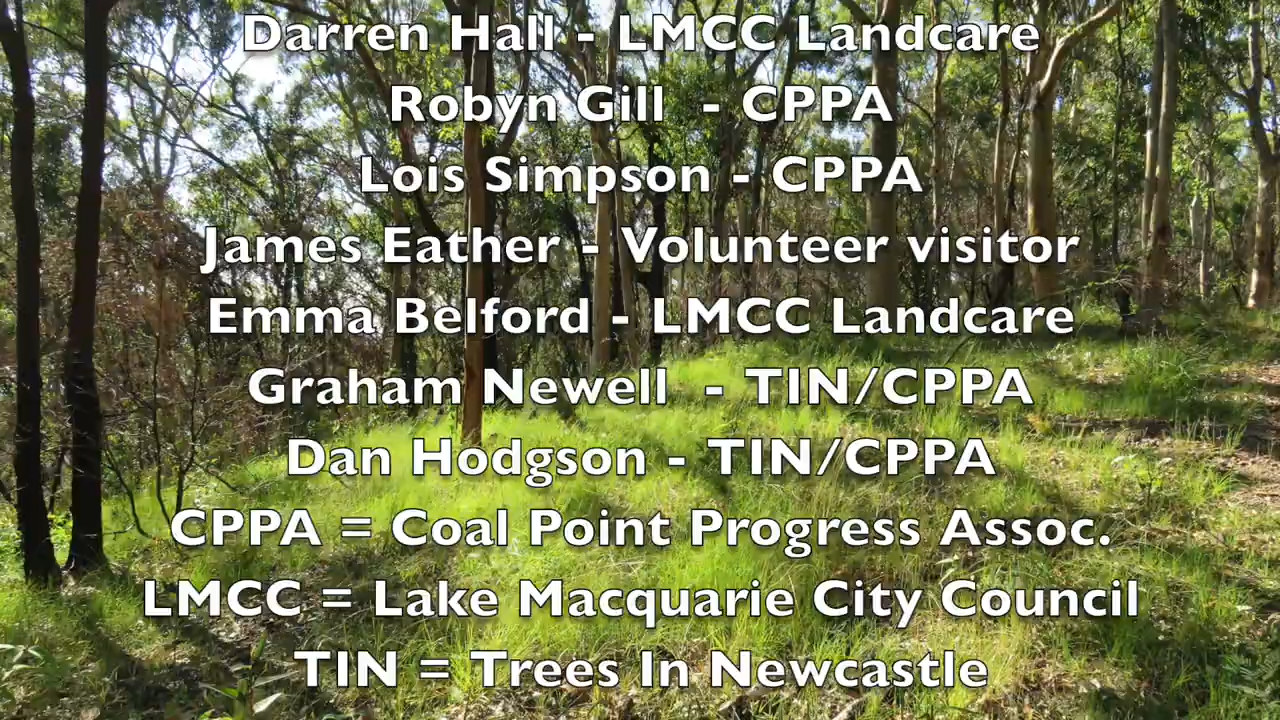 Darren Hall - LMCC Landcare
Robyn Gill - CPPA
Lois Simpson - CPPA
James Eather - Volunteer visitor
Emma Belford - LMCC Landcare
Graham Newell - TIN/CPPA
Dan Hodgson - TIN/CPPA
CPPA = Coal Point Progress Assoc.
LMCC = Lake Macquarie City Council
TIN = Trees In Newcastle